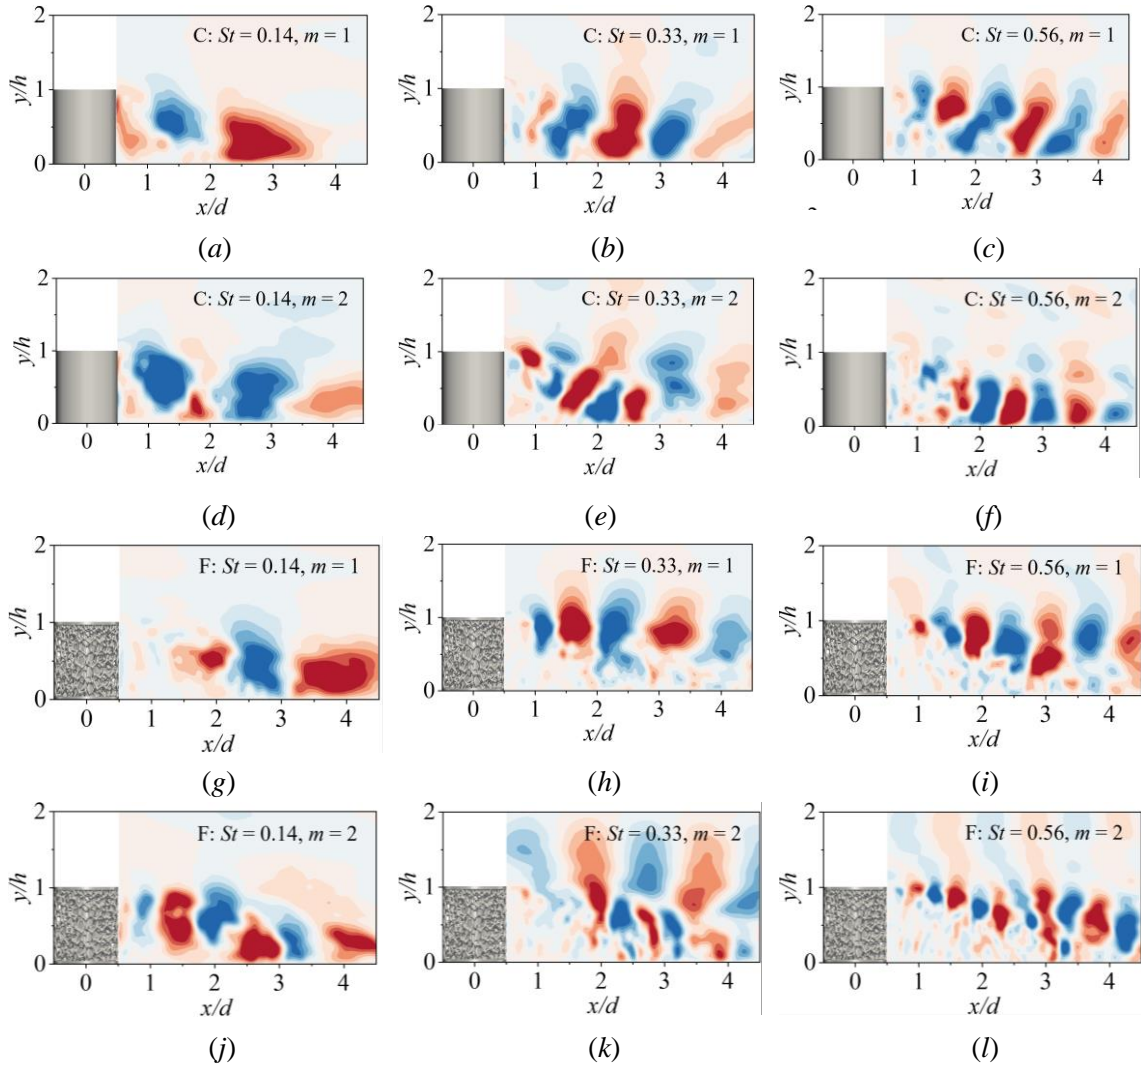 2
C: St = 0.14, m = 1
y/h
1
0
0 1 2 3 4
x/d
(a)
2
C: St = 0.33, m = 1
y/h
1
0
0 1 2 3 4
x/d
(b)
2
C: St = 0.56, m = 1
y/h
1
0
0 1 2 3 4
x/d
(c)
2
C: St = 0.14, m = 2
y/h
1
0
0 1 2 3 4
x/d
(d)
2
C: St = 0.33, m = 2
y/h
1
0
0 1 2 3 4
x/d
(e)
2
C: St = 0.56, m = 2
y/h
1
0
0 1 2 3 4
x/d
(f)
2
F: St = 0.14, m = 1
y/h
1
0
0 1 2 3 4
x/d
(g)
2
F: St = 0.33, m = 1
y/h
1
0
0 1 2 3 4
x/d
(h)
2
F: St = 0.56, m = 1
y/h
1
0
0 1 2 3 4
x/d
(i)
2
F: St = 0.14, m = 2
y/h
1
0
0 1 2 3 4
x/d
(j)
2
F: St = 0.33, m = 2
y/h
1
0
0 1 2 3 4
x/d
(k)
2
F: St = 0.56, m = 2
y/h
1
0
0 1 2 3 4
x/d
(l)